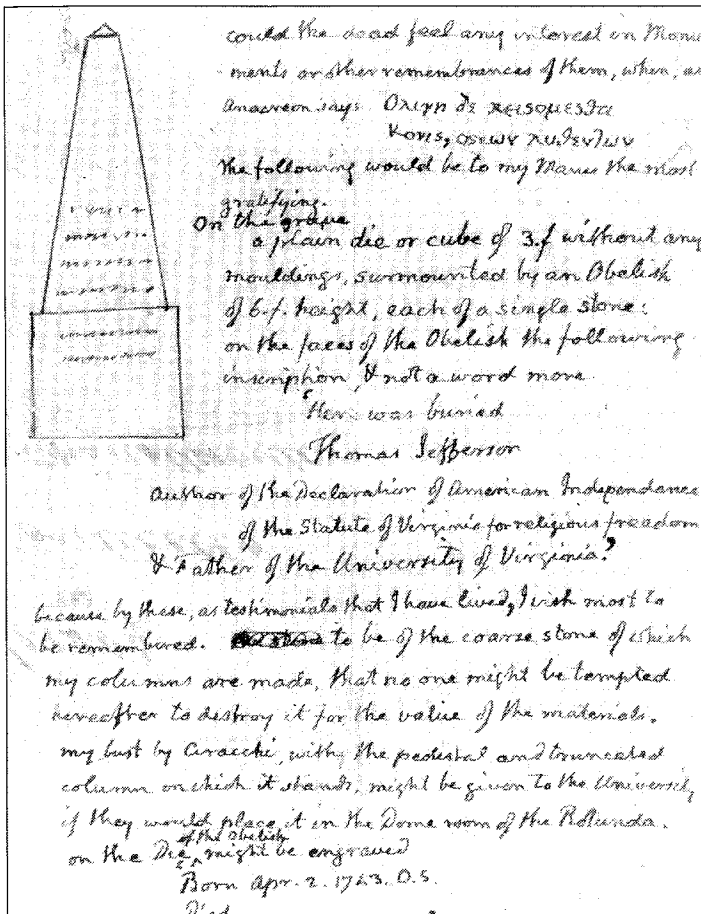 could the dead feel any interest in Monu
ments or other remembrances of them, when, as
Anacreon says: Ολιγη δε κεισομεσθα
Κονις, οστεων λυθεντων
the following would be to my Manes the most
gratifying.
On the grave
a plain die or cube of 3.f without any
mouldings, surmounted by an Obelisk
of 6.f. height, each of a single stone:
on the faces of the Obelisk the following
inscription, & not a word more
'Here was buried
Thomas Jefferson
Author of the Declaration of American Independance
of the Statute of Virginia for religious freedom
& Father of the University of Virginia.'
because by these, as testimonials that I have lived, I wish most to
be remembered. to be of the coarse stone of which
my columns are made, that no one might be tempted
hereafter to destroy it for the value of the materials.
my bust by Ciracchi, with the pedestal and truncated
column on which it stands, might be given to the University
if they would place it in the Dome room of the Rotunda.
on the Die of the Obelisk might be engraved
Born Apr. 2. 1743. O.S.
Died